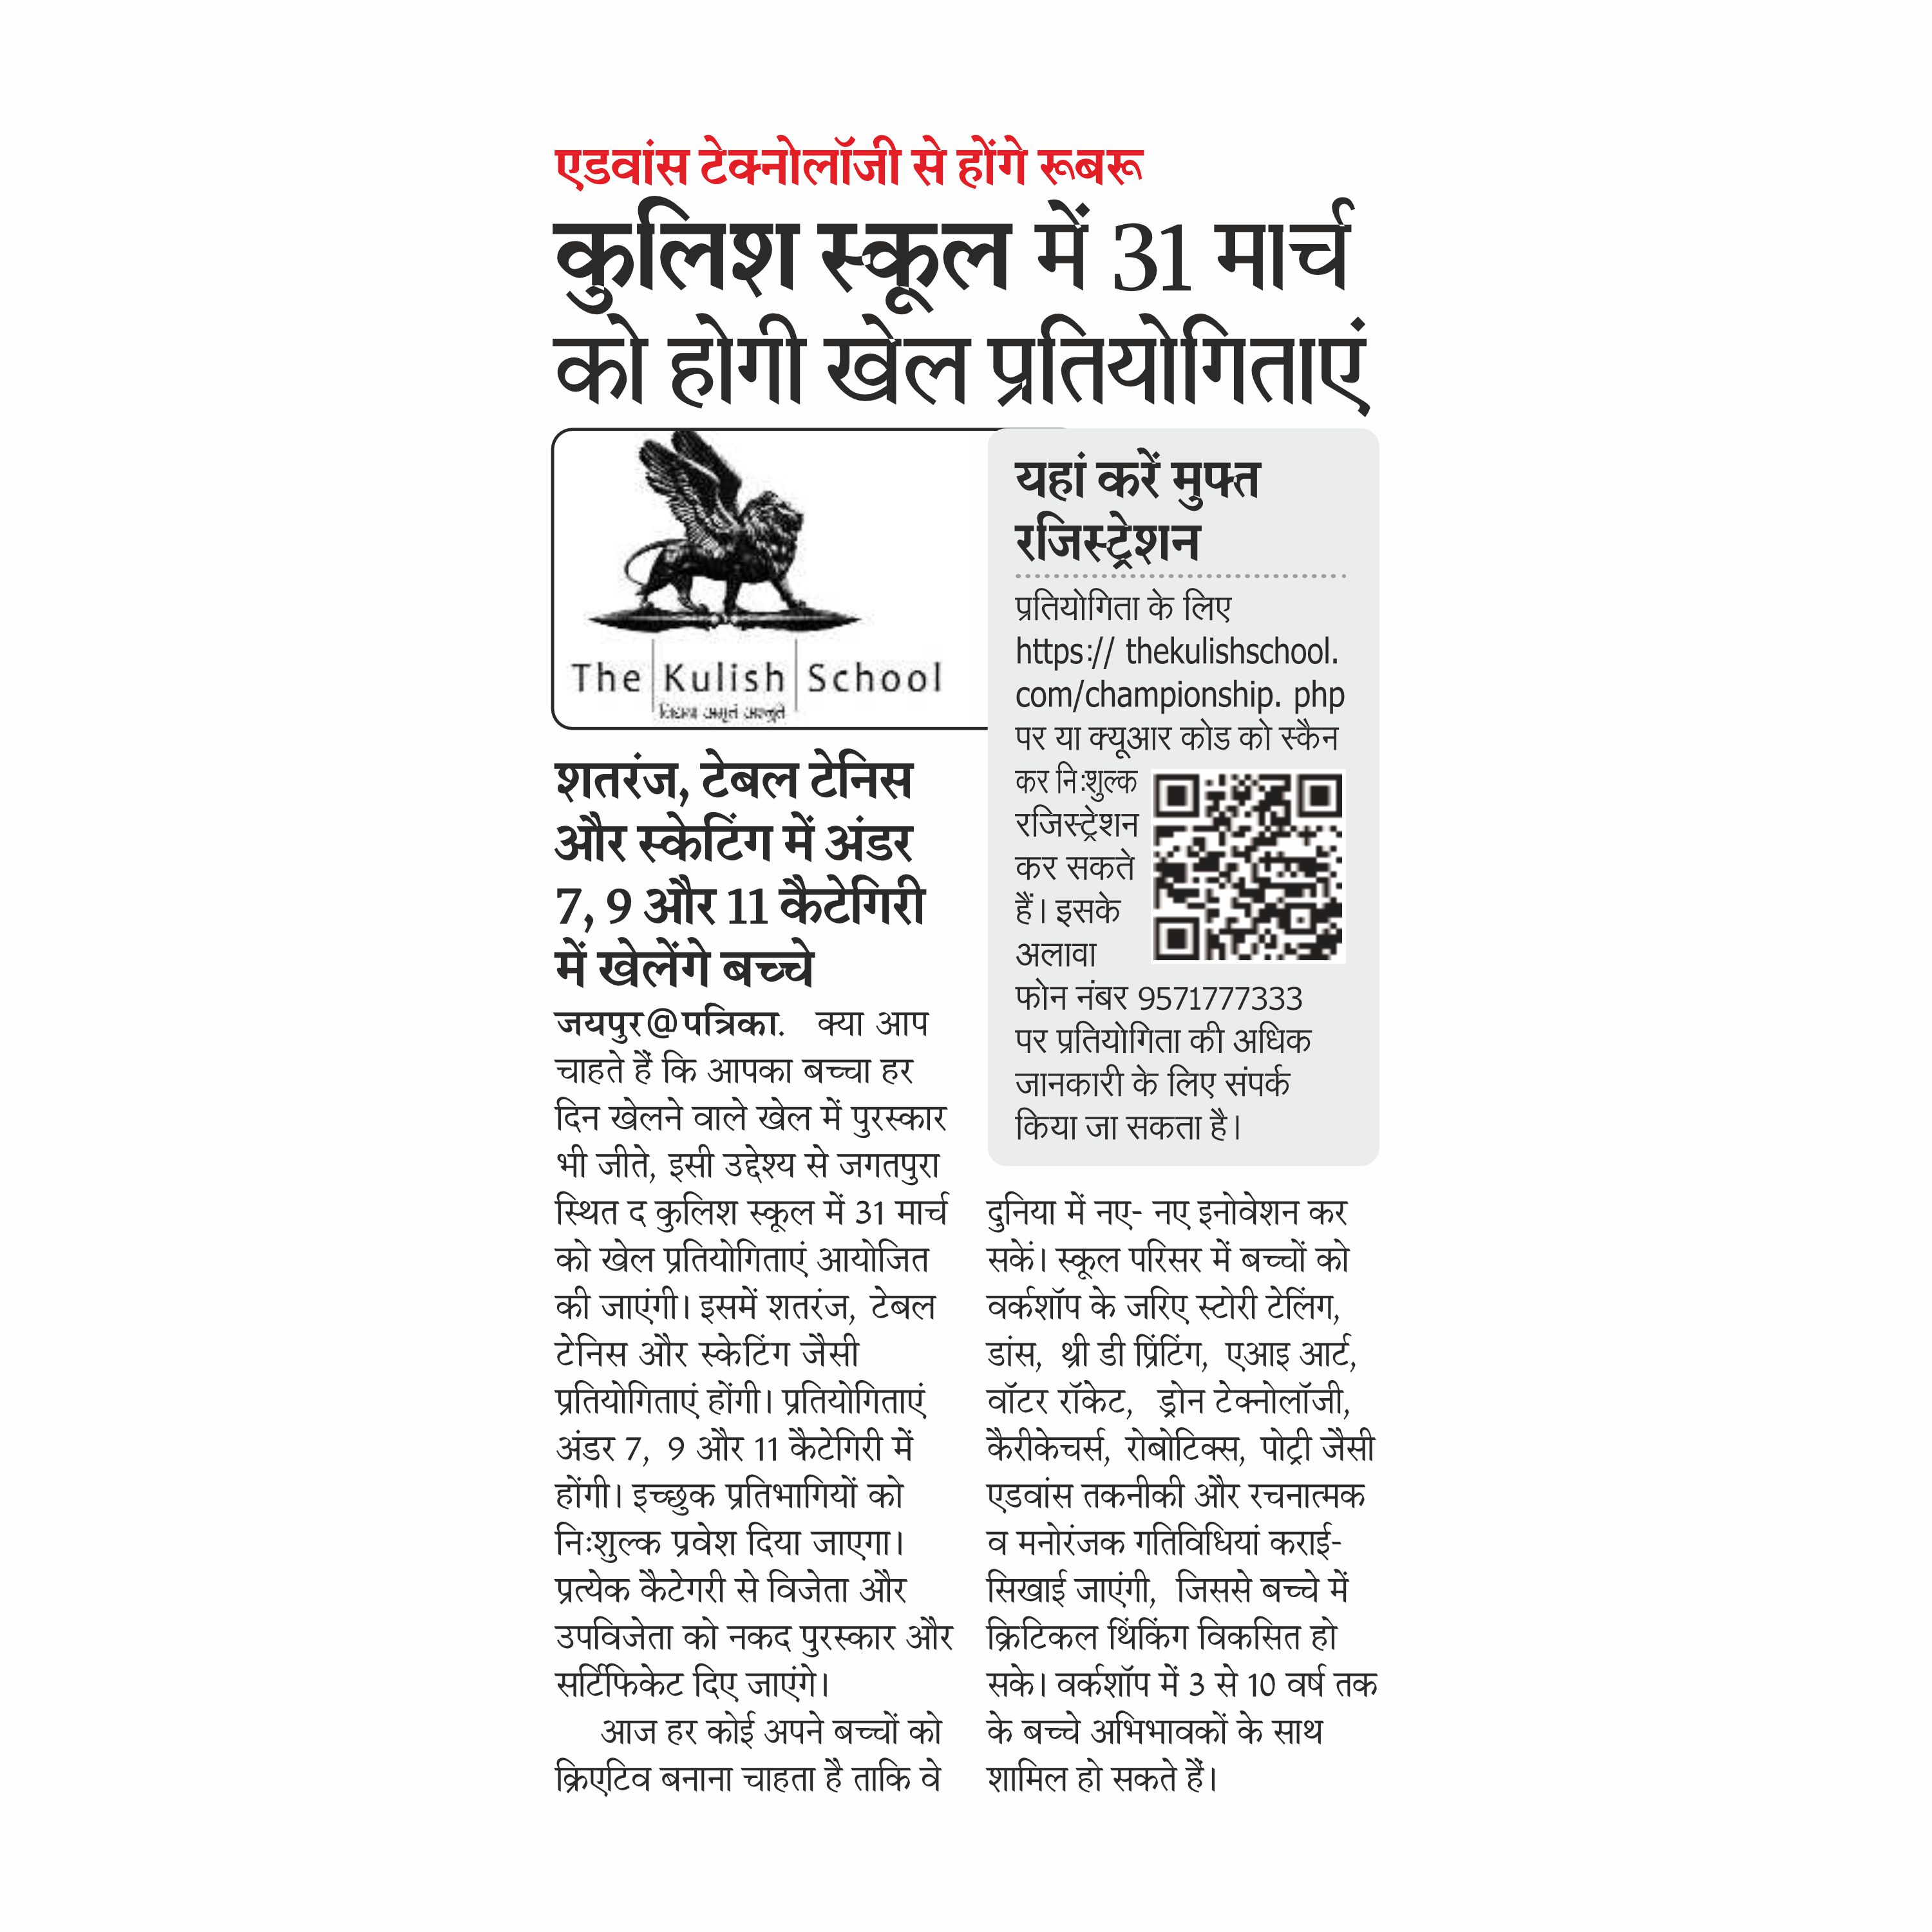 एडवांस टेक्नोलॉजी से होंगे रूबरू
कुलिश स्कूल में 31 मार्च
को होगी खेल प्रतियोगिताएं
The Kulish School
विद्यया अमृतं अश्नुते
शतरंज, टेबल टेनिस
और स्केटिंग में अंडर
7, 9 और 11 कैटेगिरी
में खेलेंगे बच्चे
जयपुर@पत्रिका. क्या आप
चाहते हैं कि आपका बच्चा हर
दिन खेलने वाले खेल में पुरस्कार
भी जीते, इसी उद्देश्य से जगतपुरा
स्थित द कुलिश स्कूल में 31 मार्च
को खेल प्रतियोगिताएं आयोजित
की जाएंगी। इसमें शतरंज, टेबल
टेनिस और स्केटिंग जैसी
प्रतियोगिताएं होंगी। प्रतियोगिताएं
अंडर 7, 9 और 11 कैटेगिरी में
होंगी। इच्छुक प्रतिभागियों को
निःशुल्क प्रवेश दिया जाएगा।
प्रत्येक कैटेगरी से विजेता और
उपविजेता को नकद पुरस्कार और
सर्टिफिकेट दिए जाएंगे।
आज हर कोई अपने बच्चों को
क्रिएटिव बनाना चाहता है ताकि वे
यहां करें मुफ्त
रजिस्ट्रेशन
प्रतियोगिता के लिए
https:// thekulishschool.
com/championship. php
पर या क्यूआर कोड को स्कैन
कर नि:शुल्क
रजिस्ट्रेशन
कर सकते
हैं। इसके
अलावा
फोन नंबर 9571777333
पर प्रतियोगिता की अधिक
जानकारी के लिए संपर्क
किया जा सकता है।
दुनिया में नए- नए इनोवेशन कर
सकें। स्कूल परिसर में बच्चों को
वर्कशॉप के जरिए स्टोरी टेलिंग,
डांस, थ्री डी प्रिंटिंग, एआइ आर्ट,
वॉटर रॉकेट, ड्रोन टेक्नोलॉजी,
कैरीकेचर्स, रोबोटिक्स, पोट्री जैसी
एडवांस तकनीकी और रचनात्मक
व मनोरंजक गतिविधियां कराई-
सिखाई जाएंगी, जिससे बच्चे में
क्रिटिकल थिंकिंग विकसित हो
सके। वर्कशॉप में 3 से 10 वर्ष तक
के बच्चे अभिभावकों के साथ
शामिल हो सकते हैं।